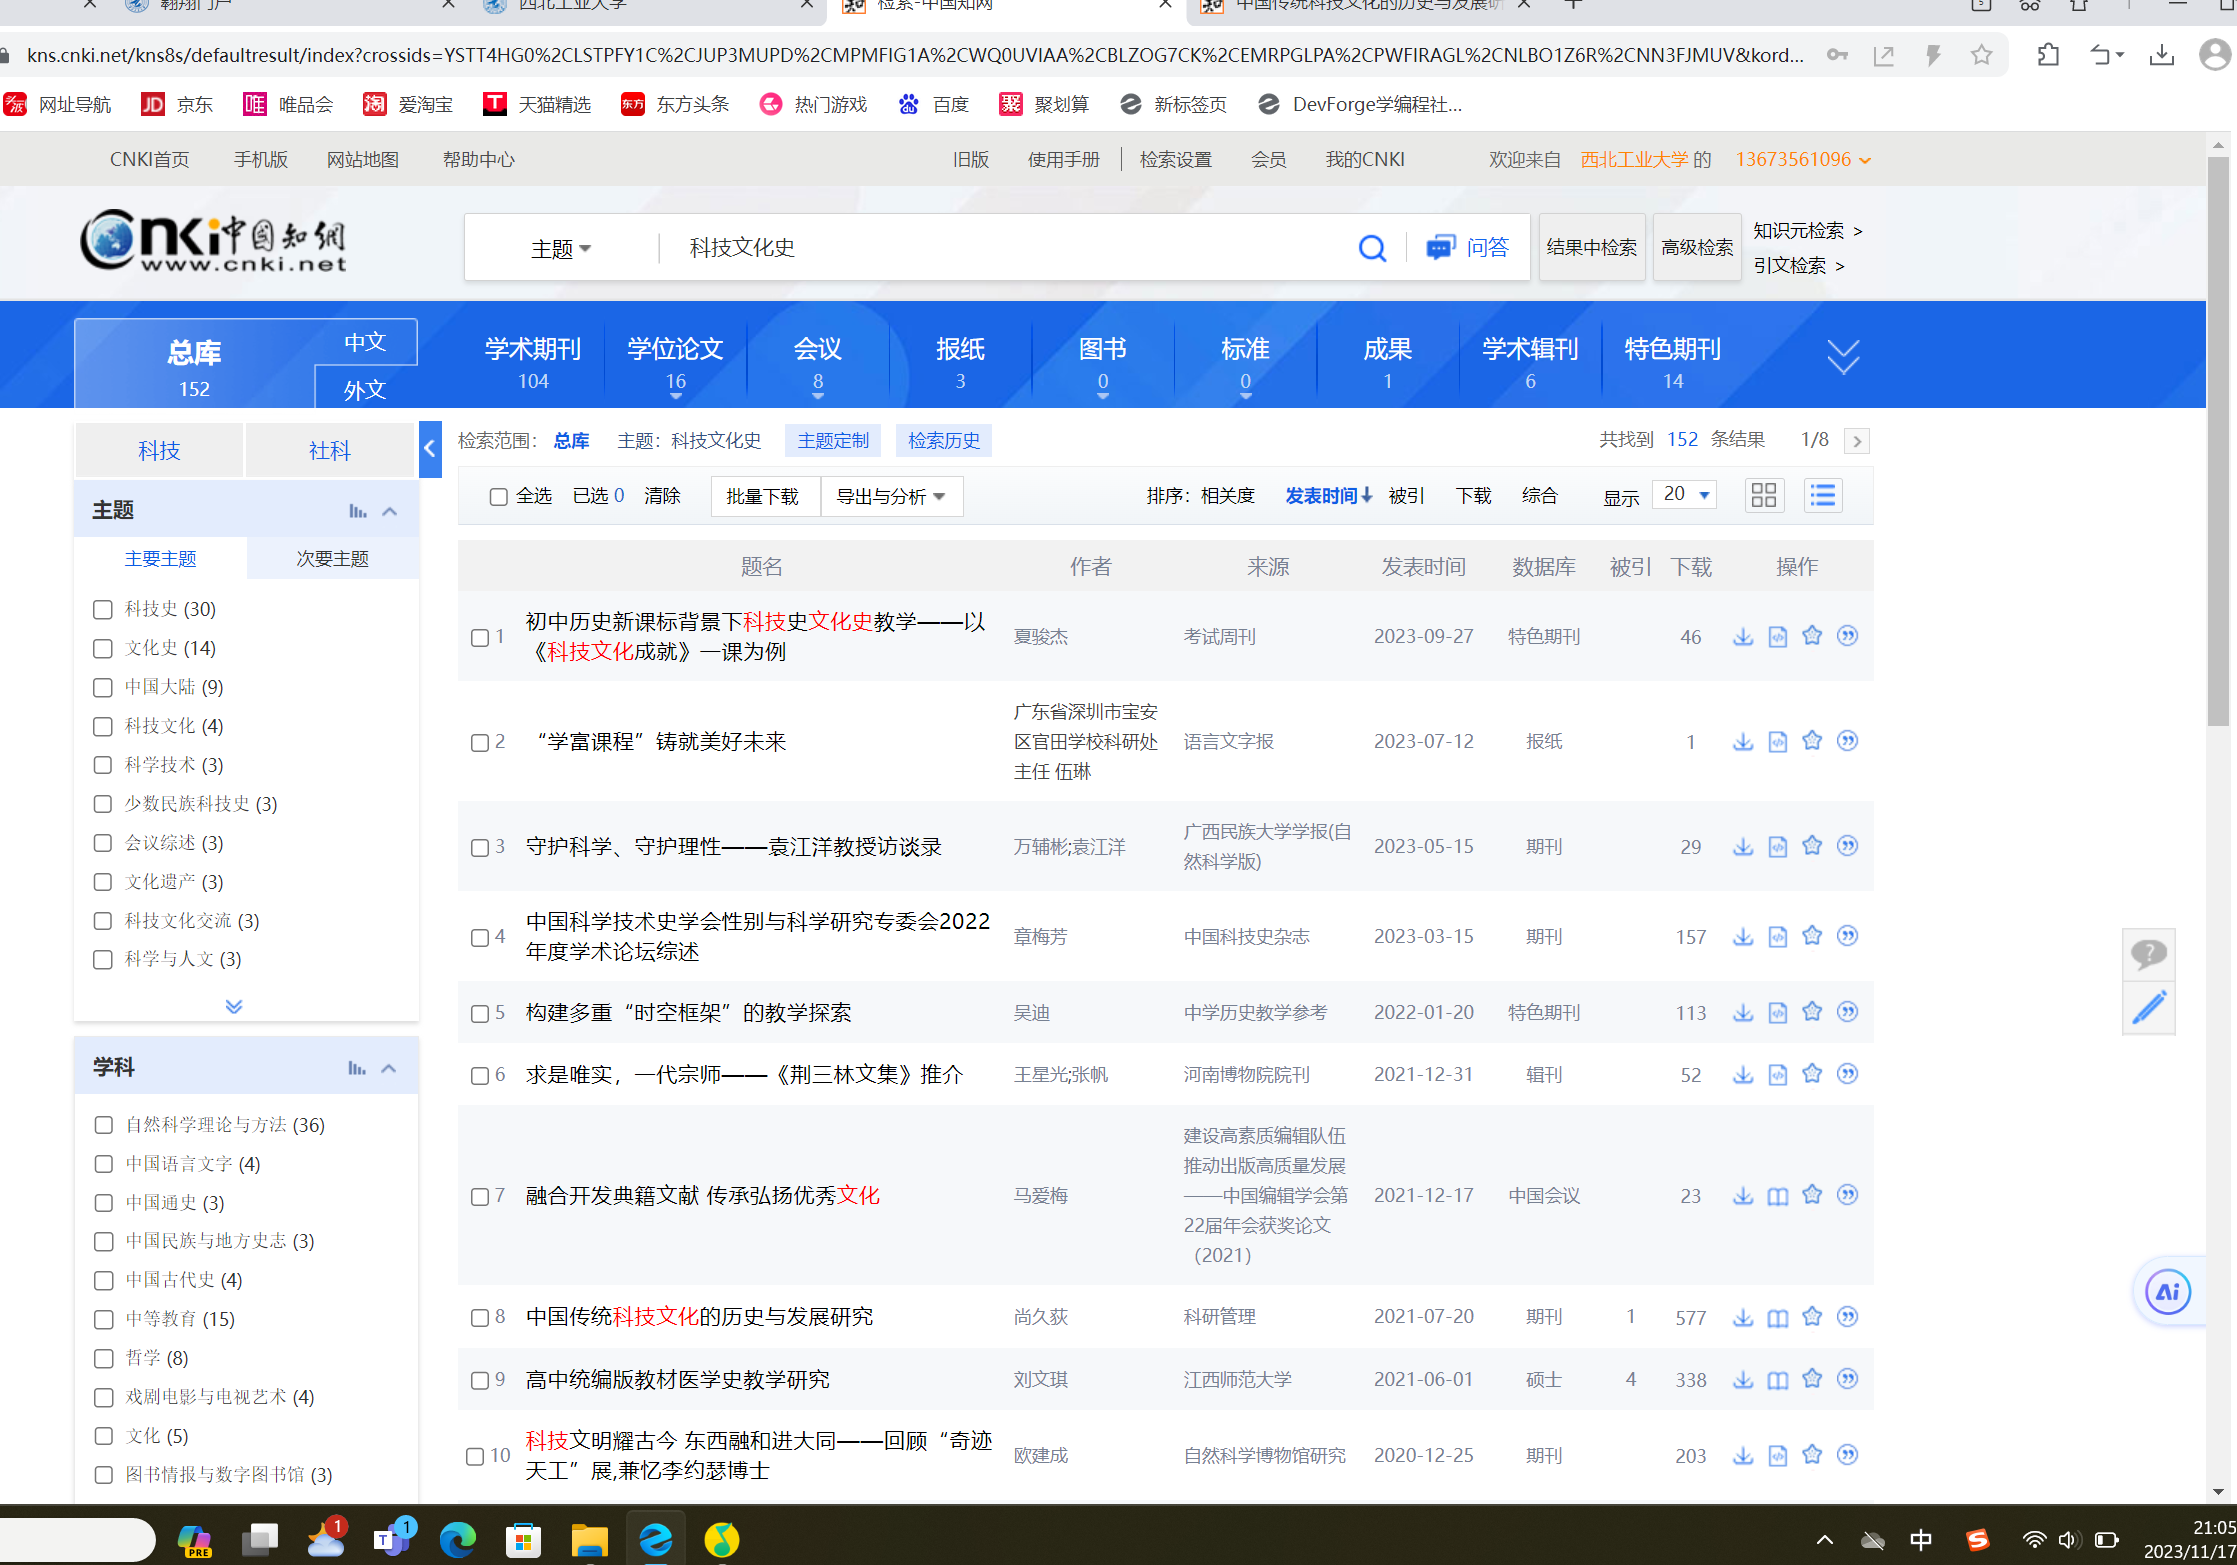 翱翔门户
西北工业大学
检索-中国知网
中国传统科技文化的历史与发展研
kns.cnki.net/kns8s/defaultresult/index?crossids=YSTT4HG0%2CLSTPFY1C%2CJUP3MUPD%2CMPMFIG1A%2CWQ0UVIAA%2CBLZOG7CK%2CEMRPGLPA%2CPWFIRAGL%2CNLBO1Z6R%2CNN3FJMUV&kord...
网址导航 京东 唯品会 爱淘宝 天猫精选 东方头条 热门游戏 百度 聚划算 新标签页 DevForge学编程社...
CNKI首页 手机版 网站地图 帮助中心 旧版 使用手册 检索设置 会员 我的CNKI 欢迎来自 西北工业大学 的 13673561096
Cnki中国知网
www.cnki.net
主题 科技文化史 问答 结果中检索 高级检索
知识元检索 >
引文检索 >
总库
152
中文
外文
学术期刊 学位论文 会议 报纸 图书 标准 成果 学术辑刊 特色期刊
104 16 8 3 0 0 1 6 14
科技 社科
检索范围： 总库 主题：科技文化史 主题定制 检索历史 共找到 152 条结果 1/8 >
全选 已选 0 清除 批量下载 导出与分析 排序：相关度 发表时间↓ 被引 下载 综合 显示 20
主题
主要主题 次要主题
科技史 (30)
文化史 (14)
中国大陆 (9)
科技文化 (4)
科学技术 (3)
少数民族科技史 (3)
会议综述 (3)
文化遗产 (3)
科技文化交流 (3)
科学与人文 (3)
学科
自然科学理论与方法 (36)
中国语言文字 (4)
中国通史 (3)
中国民族与地方史志 (3)
中国古代史 (4)
中等教育 (15)
哲学 (8)
戏剧电影与电视艺术 (4)
文化 (5)
图书情报与数字图书馆 (3)
题名 作者 来源 发表时间 数据库 被引 下载 操作
1 初中历史新课标背景下科技史文化史教学——以
《科技文化成就》一课为例
夏骏杰 考试周刊 2023-09-27 特色期刊 46
2 “学富课程”铸就美好未来
广东省深圳市宝安
区官田学校科研处
主任 伍琳
语言文字报 2023-07-12 报纸 1
3 守护科学、守护理性——袁江洋教授访谈录 万辅彬;袁江洋
广西民族大学学报(自
然科学版)
2023-05-15 期刊 29
4 中国科学技术史学会性别与科学研究专委会2022
年度学术论坛综述
章梅芳 中国科技史杂志 2023-03-15 期刊 157
5 构建多重“时空框架”的教学探索 吴迪 中学历史教学参考 2022-01-20 特色期刊 113
6 求是唯实，一代宗师——《荆三林文集》推介 王星光;张帆 河南博物院院刊 2021-12-31 辑刊 52
7 融合开发典籍文献 传承弘扬优秀文化 马爱梅
建设高素质编辑队伍
推动出版高质量发展
——中国编辑学会第
22届年会获奖论文
（2021）
2021-12-17 中国会议 23
8 中国传统科技文化的历史与发展研究 尚久荻 科研管理 2021-07-20 期刊 1 577
9 高中统编版教材医学史教学研究 刘文琪 江西师范大学 2021-06-01 硕士 4 338
10 科技文明耀古今 东西融和进大同——回顾“奇迹
天工”展,兼忆李约瑟博士
欧建成 自然科学博物馆研究 2020-12-25 期刊 203
Ai
PRE
1
1
中
21:05
2023/11/17